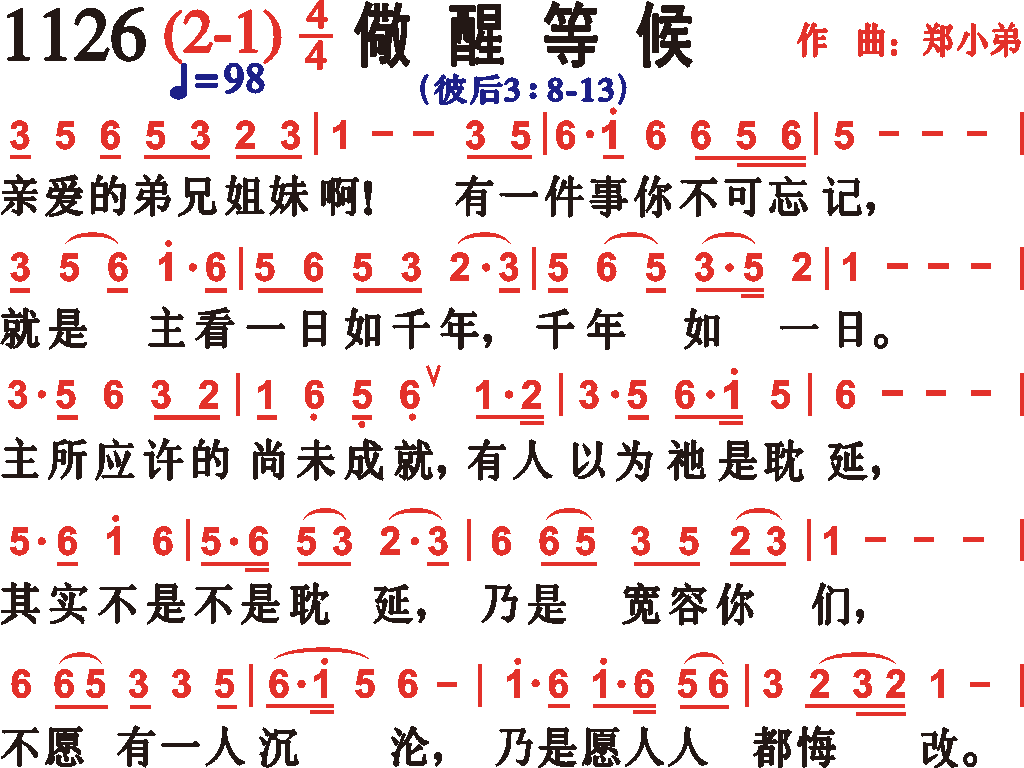 1126 (2-1) 4/4 儆醒等候 作 曲：郑小弟
♩=98 （彼后3：8-13）
3 5 6 5 3 2 3 | 1 - - 3 5 | 6·i 6 6 5 6 | 5 - - - |
亲爱的弟兄姐妹啊！ 有一件事你不可忘记，
3 5 6 i·6 | 5 6 5 3 2·3 | 5 6 5 3·5 2 | 1 - - - |
就是 主看一日如千年，千年 如 一日。
3·5 6 3 2 | 1 6 5 6 ∨ 1·2 | 3·5 6·i 5 | 6 - - - |
主所应许的尚未成就，有人以为祂是耽延，
5·6 i 6 | 5·6 5 3 2·3 | 6 6 5 3 5 2 3 | 1 - - - |
其实不是不是耽 延， 乃是 宽容你 们，
6 6 5 3 3 5 | 6·i 5 6 - | i·6 i·6 5 6 | 3 2 3 2 1 - |
不愿 有一人沉 沦， 乃是愿人人 都悔 改。